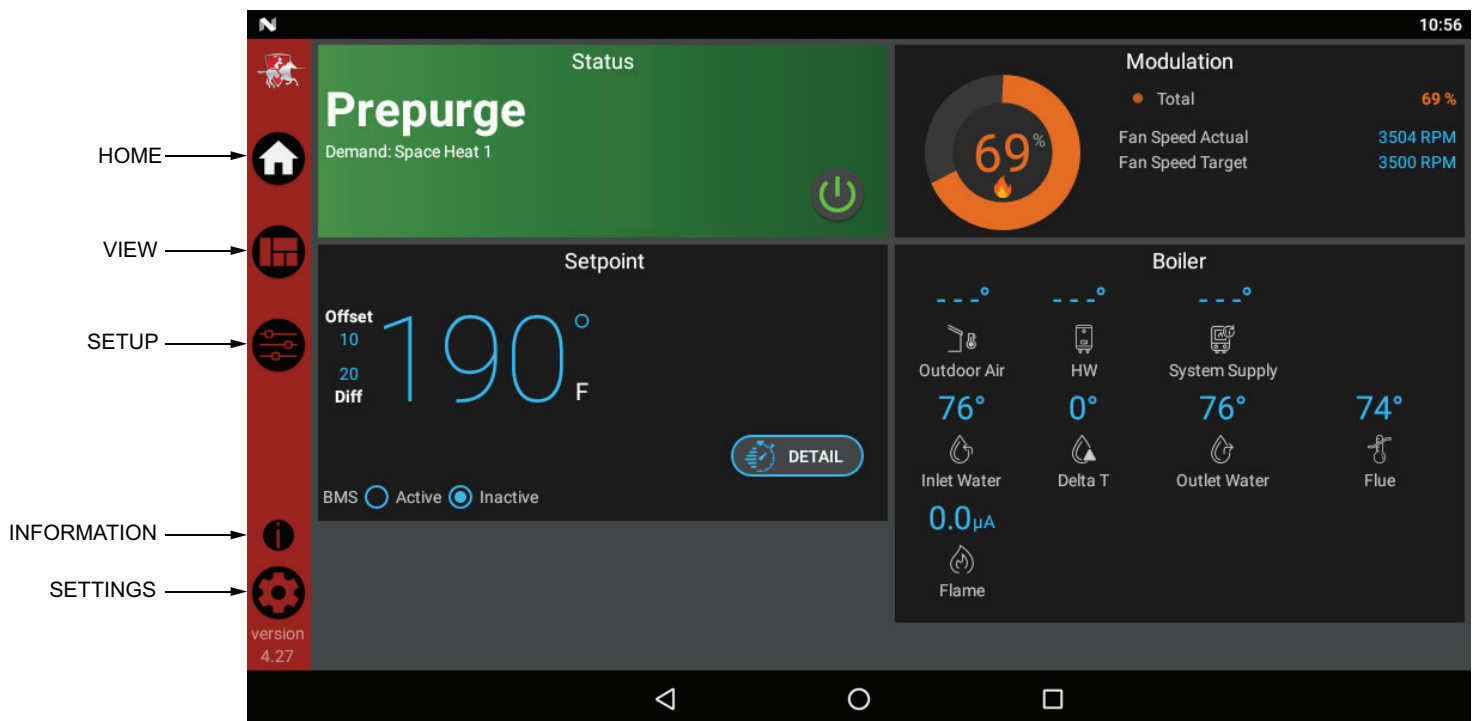 10:56
HOME
VIEW
SETUP
INFORMATION
SETTINGS
version
4.27
Status
Prepurge
Demand: Space Heat 1
Modulation
69%
Total 69 %
Fan Speed Actual 3504 RPM
Fan Speed Target 3500 RPM
Setpoint
Offset
10
20
Diff
190°
F
DETAIL
BMS Active Inactive
Boiler
---° ---° ---°
Outdoor Air HW System Supply
76° 0° 76° 74°
Inlet Water Delta T Outlet Water Flue
0.0µA
Flame